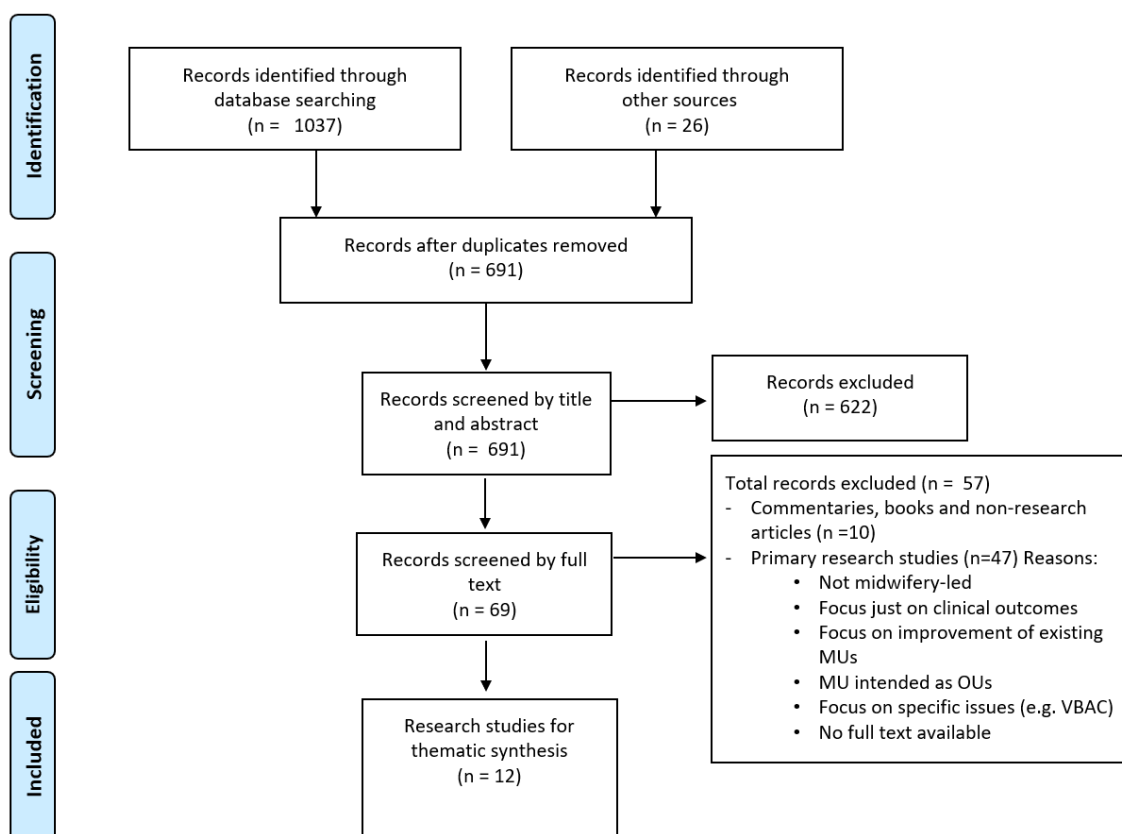 Identification
Records identified through
database searching
(n = 1037)
Records identified through
other sources
(n = 26)
Records after duplicates removed
(n = 691)
Screening
Records screened by title
and abstract
(n = 691)
Records excluded
(n = 622)
Eligibility
Records screened by full
text
(n = 69)
Total records excluded (n = 57)
- Commentaries, books and non-research
articles (n =10)
- Primary research studies (n=47) Reasons:
• Not midwifery-led
• Focus just on clinical outcomes
• Focus on improvement of existing
MUs
• MU intended as OUs
• Focus on specific issues (e.g. VBAC)
• No full text available
Included
Research studies for
thematic synthesis
(n = 12)